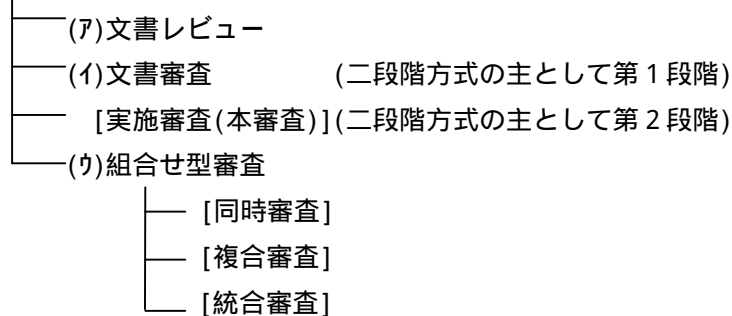 (ｱ)文書レビュー
(ｲ)文書審査 (二段階方式の主として第１段階)
[実施審査(本審査)](二段階方式の主として第２段階)
(ｳ)組合せ型審査
[同時審査]
[複合審査]
[統合審査]